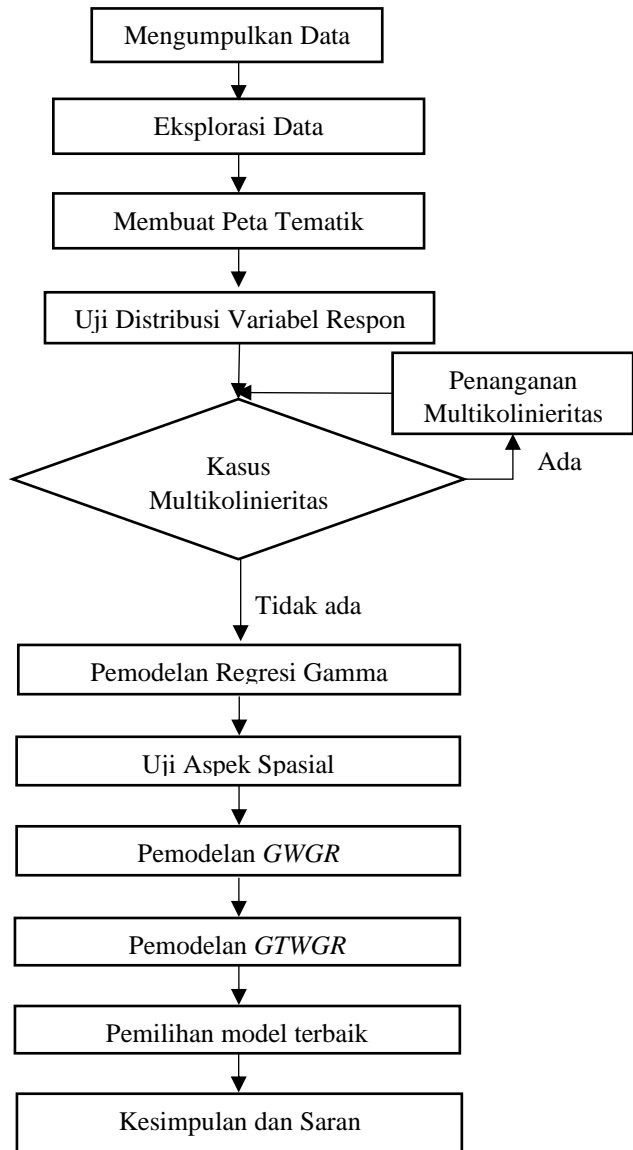 Mengumpulkan Data
Eksplorasi Data
Membuat Peta Tematik
Uji Distribusi Variabel Respon
Penanganan
Multikolinieritas
Kasus
Multikolinieritas
Ada
Tidak ada
Pemodelan Regresi Gamma
Uji Aspek Spasial
Pemodelan GWGR
Pemodelan GTWGR
Pemilihan model terbaik
Kesimpulan dan Saran